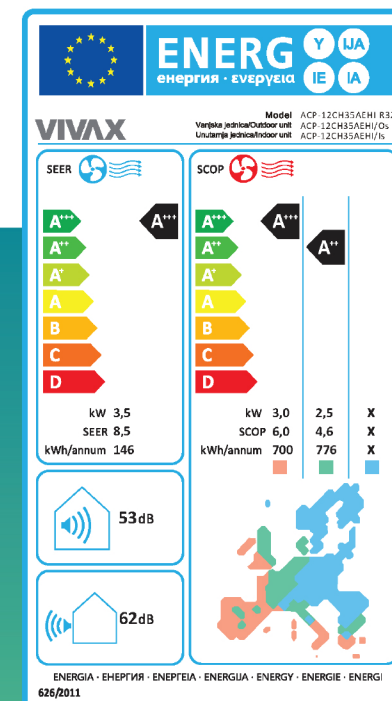 ENERG Y IJA
енергия · ενεργεια IE IA
VIVAX
Model ACP-12CH35AEHI R32
Vanjska jedinica/Outdoor unit ACP-12CH35AEHI/Os
Unutarnja jedinica/Indoor unit ACP-12CH35AEHI/Is
SEER
SCOP
A+++ A+++
A++
A+
A
B
C
D
A+++ A+++
A++ A++
A+
A
B
C
D
kW 3,5
SEER 8,5
kWh/annum 146
kW 3,0 2,5 X
SCOP 6,0 4,6 X
kWh/annum 700 776 X
53dB
62dB
ENERGIA · ЕНЕРГИЯ · ΕΝΕΡΓΕΙΑ · ENERGIJA · ENERGY · ENERGIE · ENERGI
626/2011